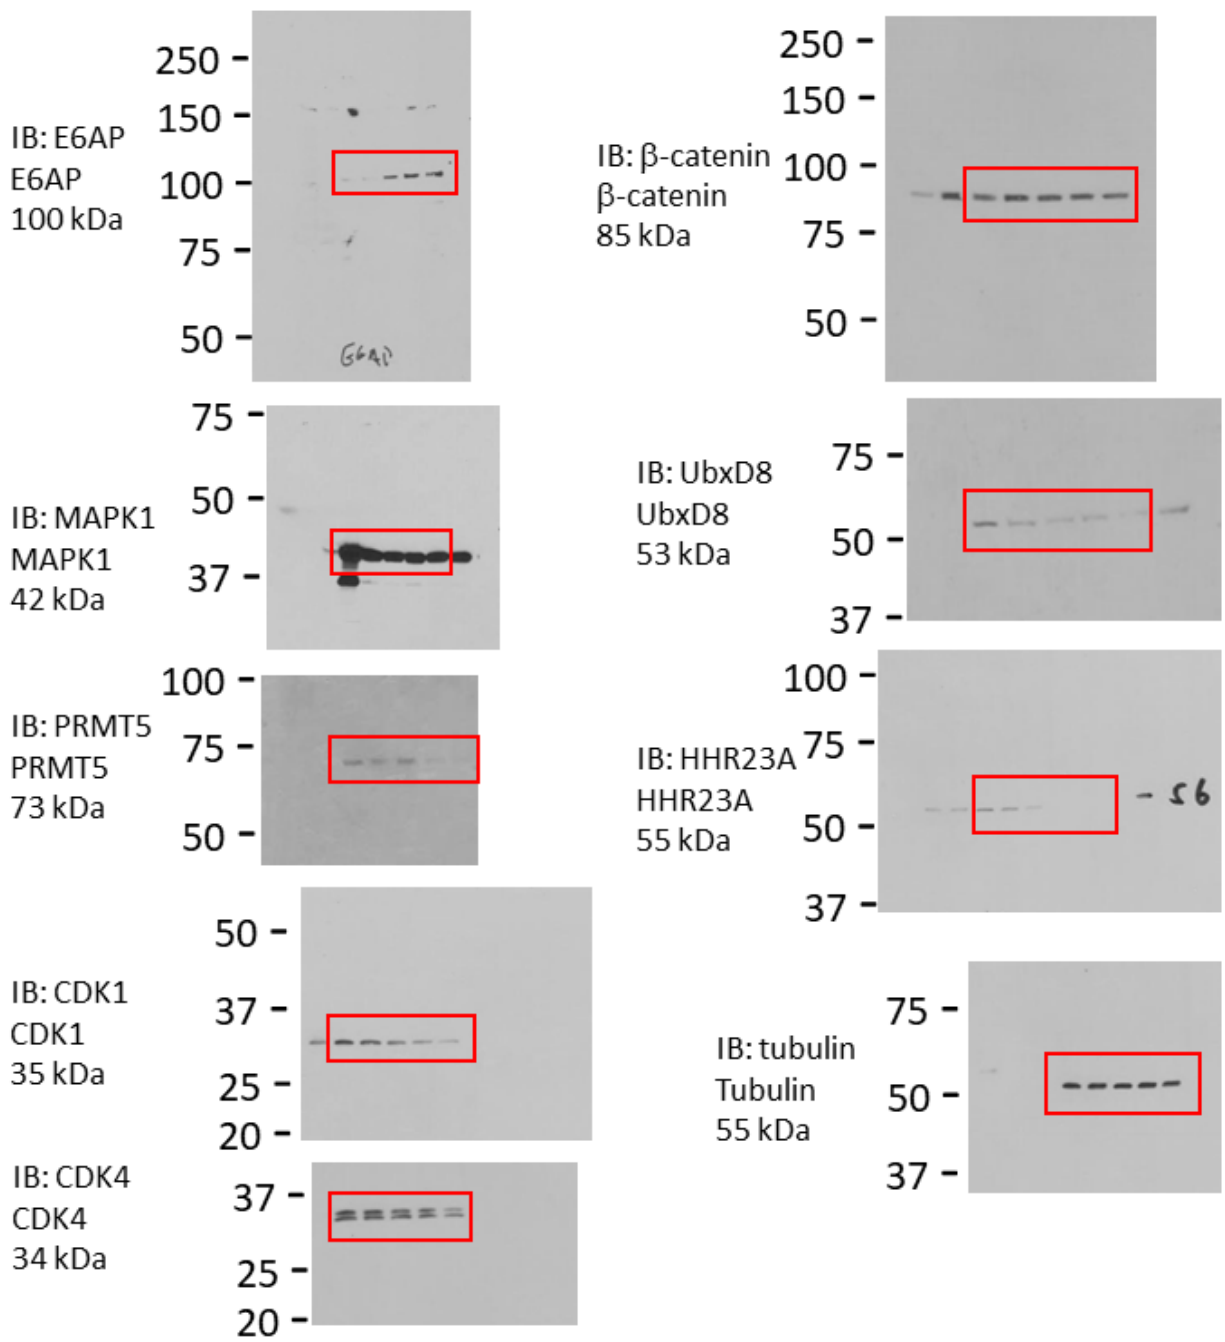 IB: E6AP
E6AP
100 kDa
250
150
100
75
50
E6AP
IB: β-catenin
β-catenin
85 kDa
250
150
100
75
50
IB: MAPK1
MAPK1
42 kDa
75
50
37
IB: UbxD8
UbxD8
53 kDa
75
50
37
IB: PRMT5
PRMT5
73 kDa
100
75
50
IB: HHR23A
HHR23A
55 kDa
100
75
50
37
- 56
IB: CDK1
CDK1
35 kDa
50
37
25
20
IB: tubulin
Tubulin
55 kDa
75
50
37
IB: CDK4
CDK4
34 kDa
37
25
20